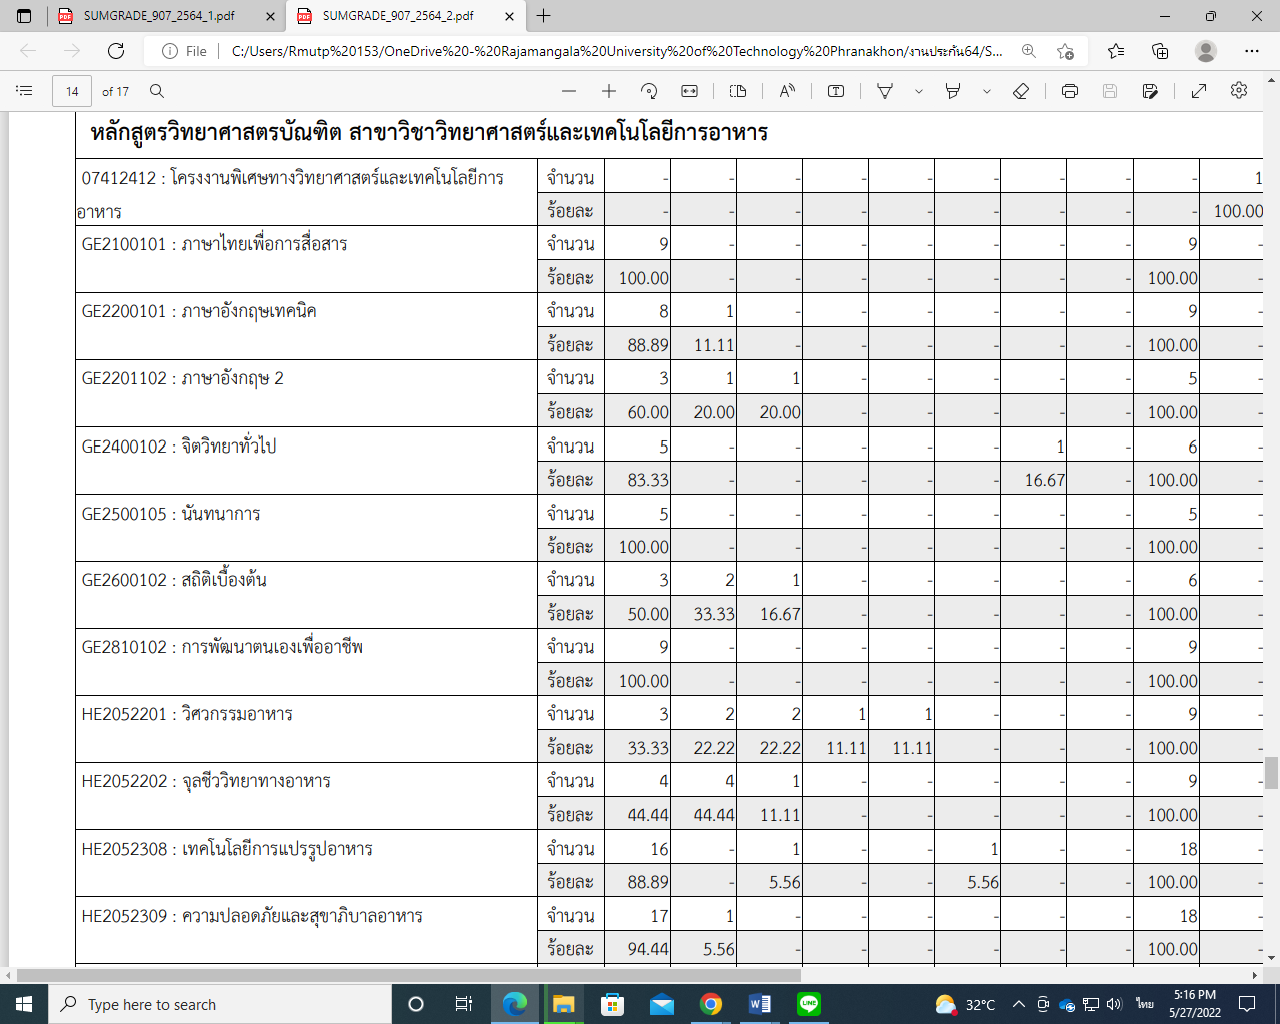 SUMGRADE_907_2564_1.pdf
SUMGRADE_907_2564_2.pdf
File
C:/Users/Rmutp%20153/OneDrive%20-%20Rajamangala%20University%20of%20Technology%20Phranakhon/งานประกัน64/S...
14 of 17
หลักสูตรวิทยาศาสตรบัณฑิต สาขาวิชาวิทยาศาสตร์และเทคโนโลยีการอาหาร
07412412 : โครงงานพิเศษทางวิทยาศาสตร์และเทคโนโลยีการ จำนวน - - - - - - - - - 1
อาหาร ร้อยละ - - - - - - - - - 100.00
GE2100101 : ภาษาไทยเพื่อการสื่อสาร จำนวน 9 - - - - - - - 9 -
ร้อยละ 100.00 - - - - - - - 100.00 -
GE2200101 : ภาษาอังกฤษเทคนิค จำนวน 8 1 - - - - - - 9 -
ร้อยละ 88.89 11.11 - - - - - - 100.00 -
GE2201102 : ภาษาอังกฤษ 2 จำนวน 3 1 1 - - - - - 5 -
ร้อยละ 60.00 20.00 20.00 - - - - - 100.00 -
GE2400102 : จิตวิทยาทั่วไป จำนวน 5 - - - - - 1 - 6 -
ร้อยละ 83.33 - - - - - 16.67 - 100.00 -
GE2500105 : นันทนาการ จำนวน 5 - - - - - - - 5 -
ร้อยละ 100.00 - - - - - - - 100.00 -
GE2600102 : สถิติเบื้องต้น จำนวน 3 2 1 - - - - - 6 -
ร้อยละ 50.00 33.33 16.67 - - - - - 100.00 -
GE2810102 : การพัฒนาตนเองเพื่ออาชีพ จำนวน 9 - - - - - - - 9 -
ร้อยละ 100.00 - - - - - - - 100.00 -
HE2052201 : วิศวกรรมอาหาร จำนวน 3 2 2 1 1 - - - 9 -
ร้อยละ 33.33 22.22 22.22 11.11 11.11 - - - 100.00 -
HE2052202 : จุลชีววิทยาทางอาหาร จำนวน 4 4 1 - - - - - 9 -
ร้อยละ 44.44 44.44 11.11 - - - - - 100.00 -
HE2052308 : เทคโนโลยีการแปรรูปอาหาร จำนวน 16 - 1 - - 1 - - 18 -
ร้อยละ 88.89 - 5.56 - - 5.56 - - 100.00 -
HE2052309 : ความปลอดภัยและสุขาภิบาลอาหาร จำนวน 17 1 - - - - - - 18 -
ร้อยละ 94.44 5.56 - - - - - - 100.00 -
Type here to search
32°C
ไทย
5:16 PM
5/27/2022